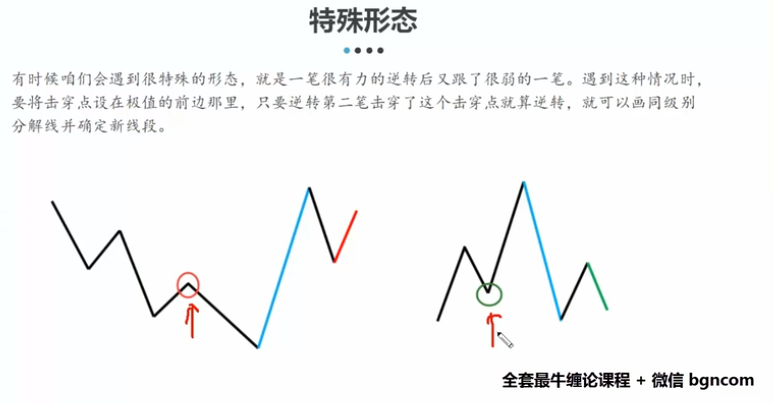 特殊形态
有时候咱们会遇到很特殊的形态，就是一笔很有力的逆转后又跟了很弱的一笔。遇到这种情况时，
要将击穿点设在极值的前边那里，只要逆转第二笔击穿了这个击穿点就算逆转，就可以画同级别
分解线并确定新线段。
全套最牛缠论课程 + 微信 bgncom